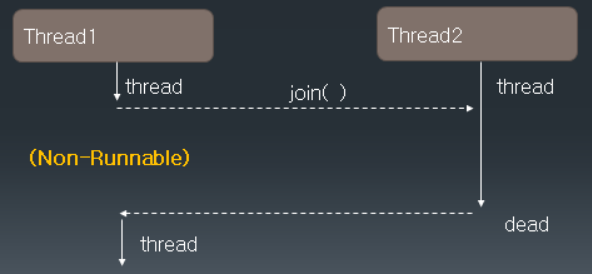 Thread1
Thread2
thread
thread
join( )
(Non-Runnable)
dead
thread